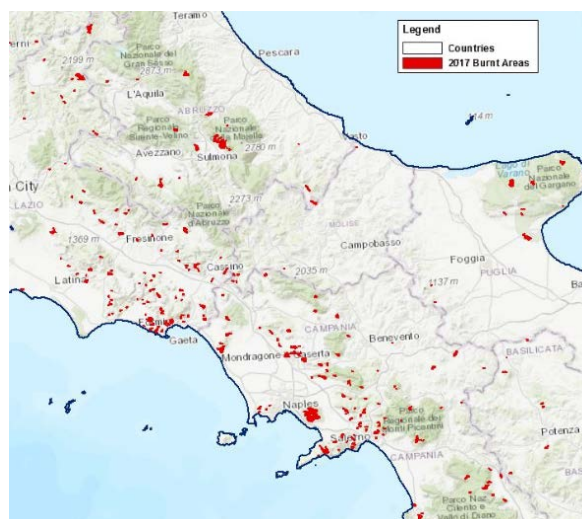 Teramo
Legend
Countries
2017 Burnt Areas
Parco
Nazionale del
Gran Sasso
2199 m
2873 m
Pescara
L'Aquila
114 m
ABRUZZO
Parco
Regionale
Parco
Nazionale
della Majella
Avezzano
Sulmona
2780 m
Lago di
Varano
Parco
Nazionale
del Gargano
City
LAZIO
2273 m
Parco
Nazionale
d'Abruzzo
MOLISE
1369 m
Frosinone
Campobasso
Foggia
PUGLIA
Latina
Cassino
2035 m
1137 m
Ba
Gaeta
CAMPANIA
Mondragone
Caserta
Benevento
BASILICATA
Naples
Parco
Regionale dei
Monti Picentini
Salerno
Potenza
CAMPANIA
Parco Naz
Cilento e
Vallo di Diano